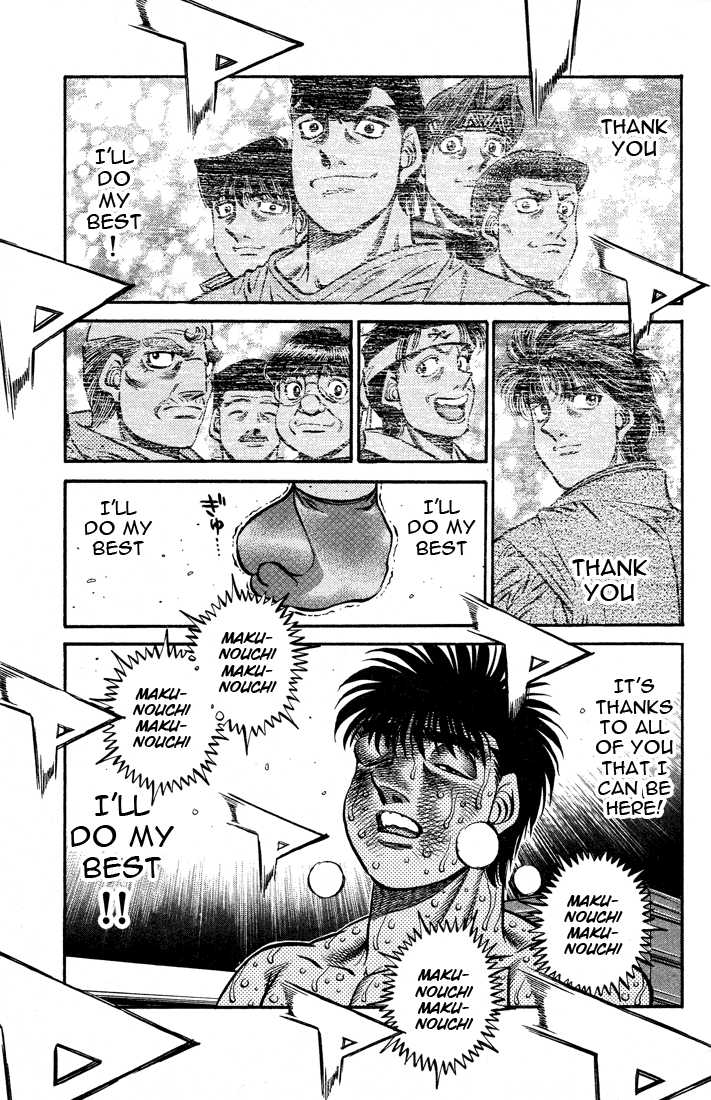 THANK
YOU
I'LL
DO
MY
BEST
!
THANK
YOU
I'LL
DO MY
BEST
ぎゅ…
I'LL
DO MY
BEST
IT'S
THANKS
TO ALL
OF YOU
THAT I
CAN BE
HERE!
MAKU-
NOUCHI
MAKU-
NOUCHI
MAKU-
NOUCHI
MAKU-
NOUCHI
I'LL
DO MY
BEST
!!
MAKU-
NOUCHI
MAKU-
NOUCHI
MAKU-
NOUCHI
MAKU-
NOUCHI